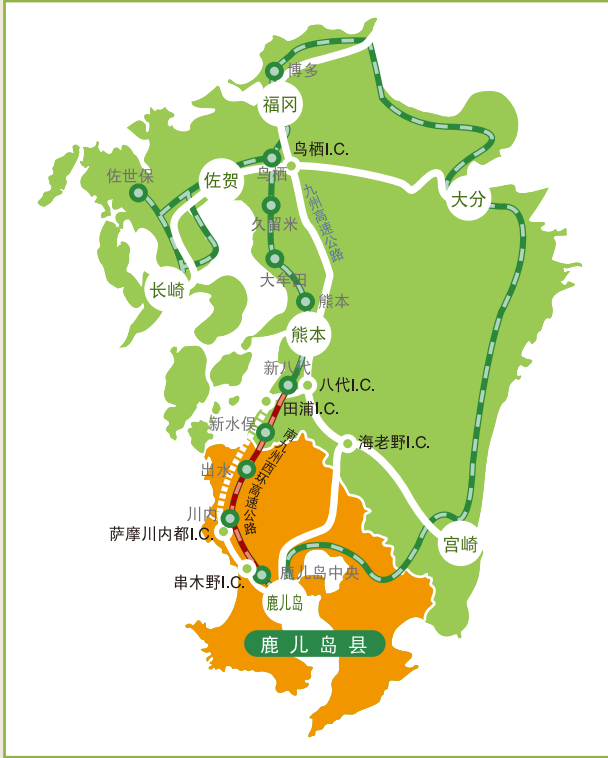 博多
福冈
鸟栖I.C.
鸟栖
佐世保
佐贺
大分
九州高速公路
久留米
大牟田
长崎
熊本
熊本
新八代
八代I.C.
田浦I.C.
新水俣
海老野I.C.
南九州西环高速公路
出水
川内
萨摩川内都I.C.
宫崎
串木野I.C.
鹿儿岛中央
鹿儿岛
鹿儿岛县